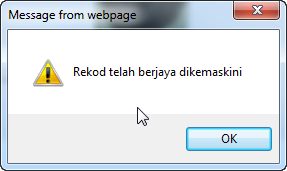 Message from webpage
Rekod telah berjaya dikemaskini
OK